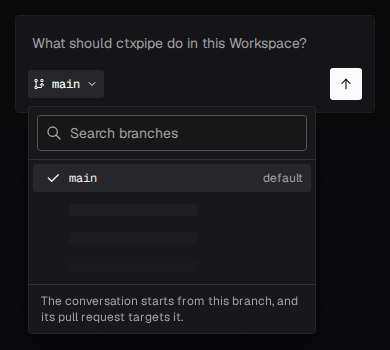 What should ctxpipe do in this Workspace?
main
Search branches
main default
The conversation starts from this branch, and
its pull request targets it.